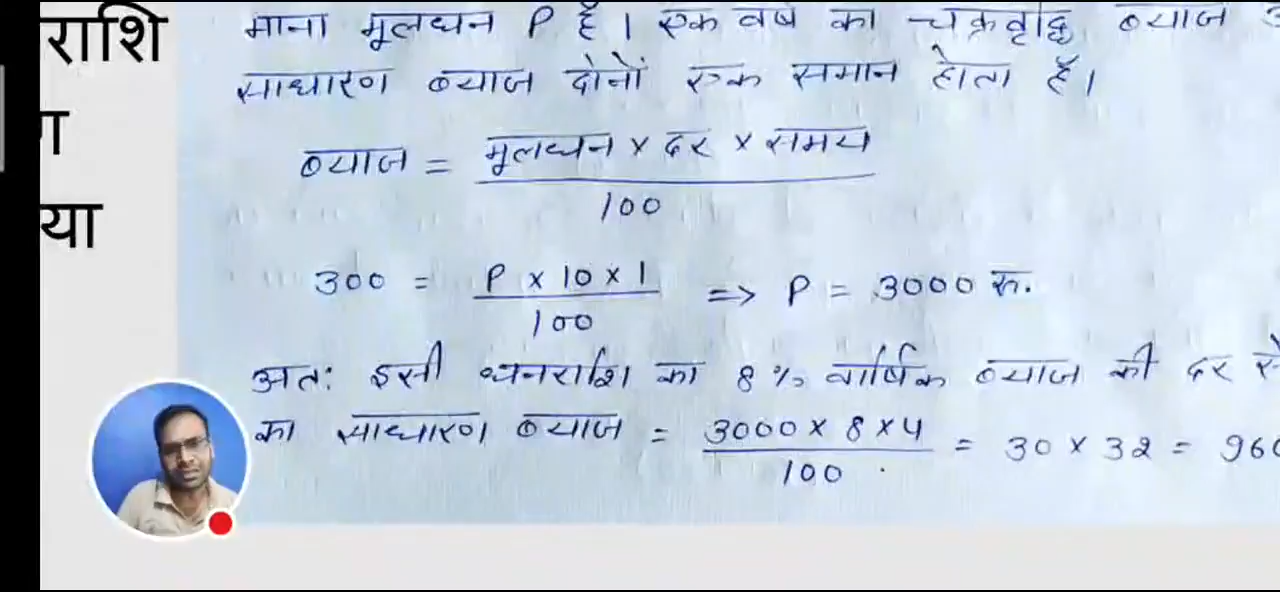 राशि
या
माना मूलधन P है। एक वर्ष का चक्रवृद्धि ब्याज
साधारण ब्याज दोनों एक समान होता है।
ब्याज = मूलधन × दर × समय / 100
300 = P × 10 × 1 / 100 => P = 3000 रु.
अतः इसी धनराशि का 8 % वार्षिक ब्याज की दर
का साधारण ब्याज = 3000 × 8 × 4 / 100 = 30 × 32 = 960